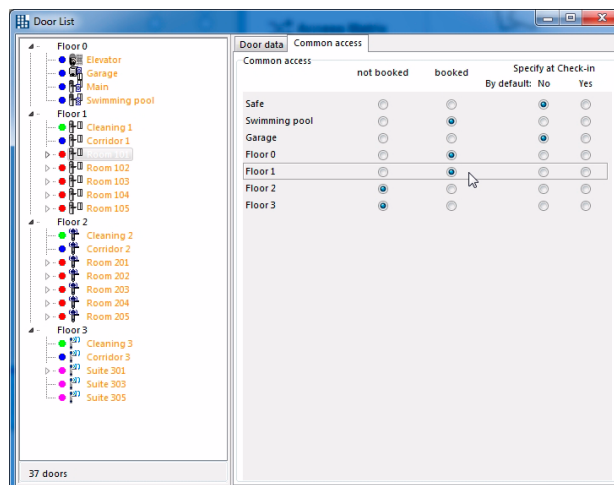 Door List
Floor 0
Elevator
Garage
Main
Swimming pool
Floor 1
Cleaning 1
Corridor 1
Room 102
Room 103
Room 104
Room 105
Floor 2
Cleaning 2
Corridor 2
Room 201
Room 202
Room 203
Room 204
Room 205
Floor 3
Cleaning 3
Corridor 3
Suite 301
Suite 303
Suite 305
37 doors
Door data Common access
Common access
not booked booked Specify at Check-in
By default: No Yes
Safe
Swimming pool
Garage
Floor 0
Floor 1
Floor 2
Floor 3